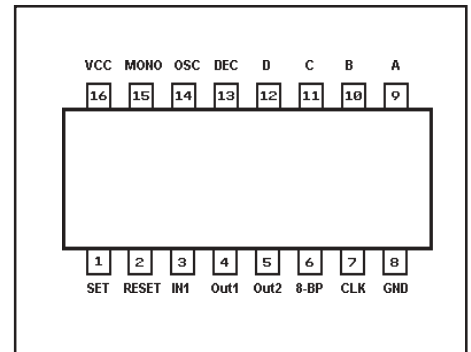 VCC MONO OSC DEC D C B A
16 15 14 13 12 11 10 9
1 2 3 4 5 6 7 8
SET RESET IN1 Out1 Out2 8-BP CLK GND